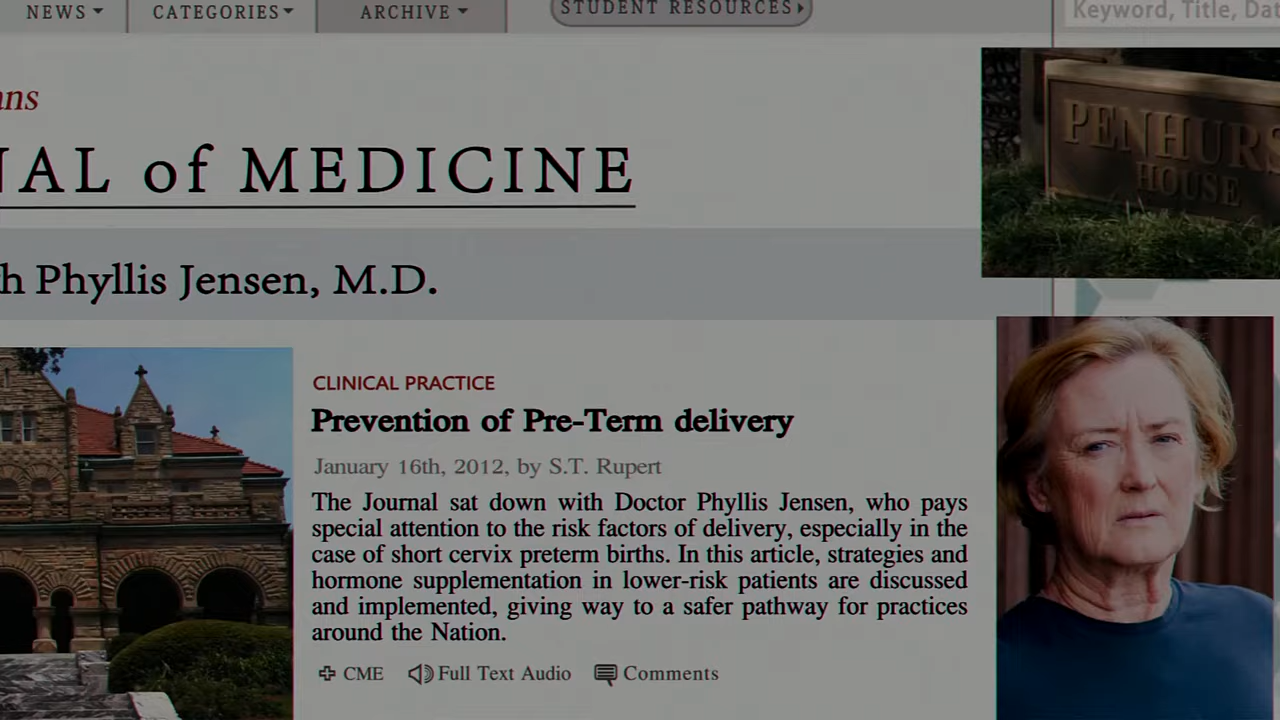 NEWS
CATEGORIES
ARCHIVE
STUDENT RESOURCES
Keyword, Title,
of MEDICINE
Phyllis Jensen, M.D.
HOUSE
CLINICAL PRACTICE
Prevention of Pre-Term delivery
January 16th, 2012, by S.T. Rupert
The Journal sat down with Doctor Phyllis Jensen, who pays
special attention to the risk factors of delivery, especially in the
case of short cervix preterm births. In this article, strategies and
hormone supplementation in lower-risk patients are discussed
and implemented, giving way to a safer pathway for practices
around the Nation.
CME
Full Text Audio
Comments